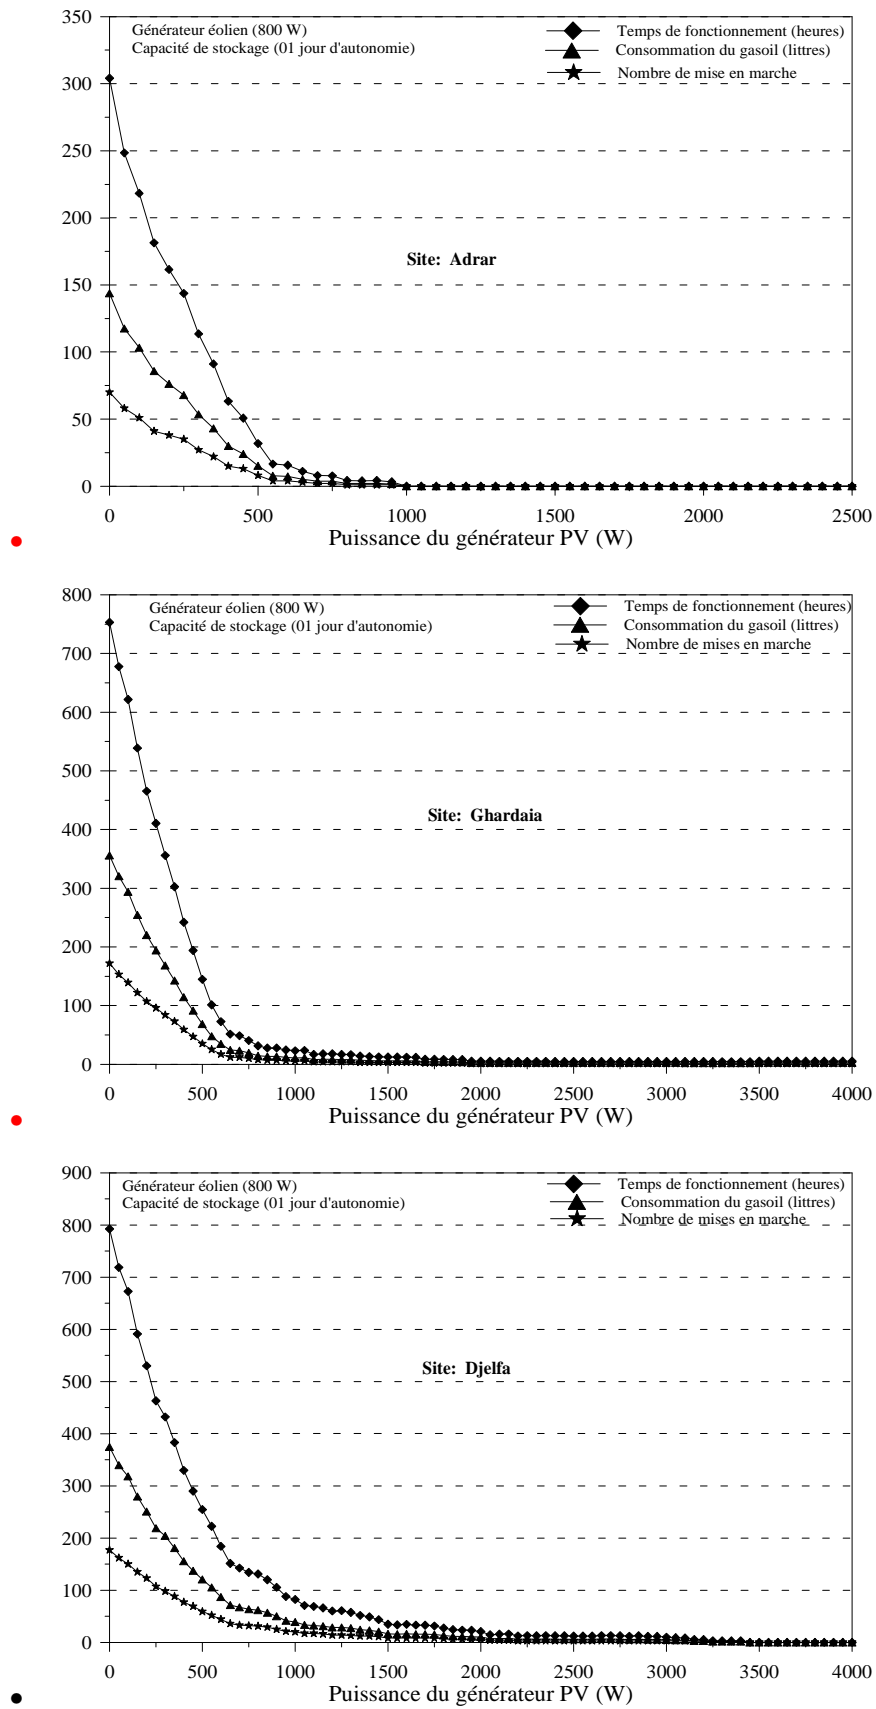 350
Générateur éolien (800 W)
Capacité de stockage (01 jour d'autonomie)
Temps de fonctionnement (heures)
Consommation du gasoil (littres)
Nombre de mise en marche
300
250
200
Site: Adrar
150
100
50
0
0 500 1000 1500 2000 2500
Puissance du générateur PV (W)
800
Générateur éolien (800 W)
Capacité de stockage (01 jour d'autonomie)
Temps de fonctionnement (heures)
Consommation du gasoil (littres)
Nombre de mises en marche
700
600
500
Site: Ghardaia
400
300
200
100
0
0 500 1000 1500 2000 2500 3000 3500 4000
Puissance du générateur PV (W)
900
Générateur éolien (800 W)
Capacité de stockage (01 jour d'autonomie)
Temps de fonctionnement (heures)
Consommation du gasoil (littres)
Nombre de mises en marche
800
700
600
Site: Djelfa
500
400
300
200
100
0
0 500 1000 1500 2000 2500 3000 3500 4000
Puissance du générateur PV (W)